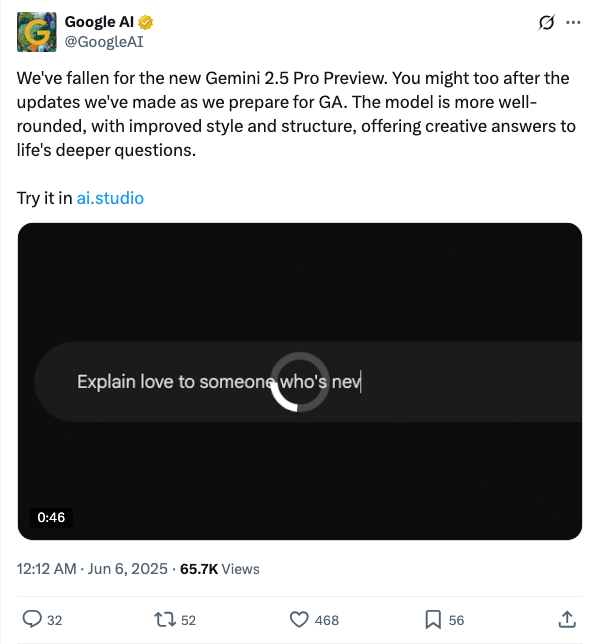 Google AI
@GoogleAI
We've fallen for the new Gemini 2.5 Pro Preview. You might too after the
updates we've made as we prepare for GA. The model is more well-
rounded, with improved style and structure, offering creative answers to
life's deeper questions.
Try it in ai.studio
Explain love to someone who's nev
0:46
12:12 AM · Jun 6, 2025 · 65.7K Views
32 52 468 56